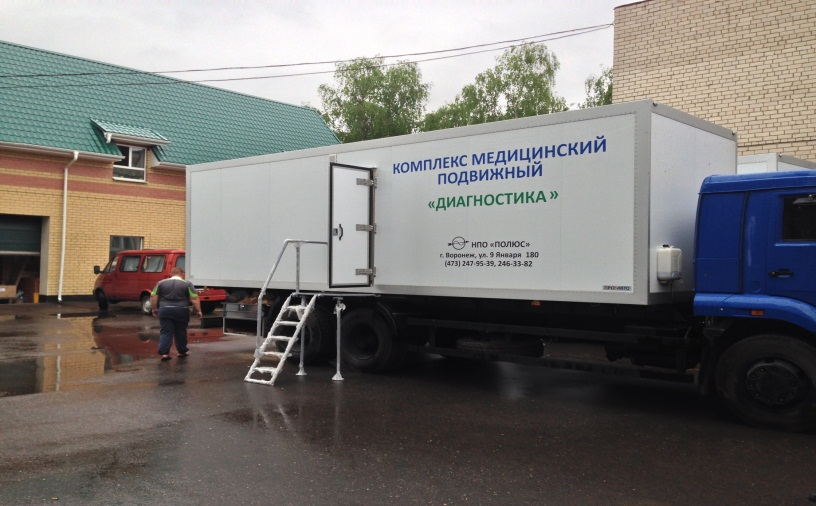 КОМПЛЕКС МЕДИЦИНСКИЙ
ПОДВИЖНЫЙ
«ДИАГНОСТИКА»
НПО «ПОЛЮС»
г. Воронеж, ул. 9 Января 180
(473) 247-95-39, 246-33-82